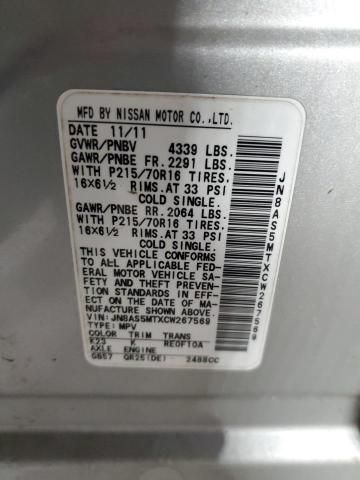 MFD BY NISSAN MOTOR CO.,LTD.
DATE 11/11
GVWR/PNBV 4339 LBS.
GAWR/PNBE FR. 2291 LBS.
WITH P215/70R16 TIRES,
16X6½ RIMS. AT 33 PSI
COLD SINGLE.
GAWR/PNBE RR. 2064 LBS.
WITH P215/70R16 TIRES,
16X6½ RIMS. AT 33 PSI
COLD SINGLE.
THIS VEHICLE CONFORMS
TO ALL APPLICABLE FED-
ERAL MOTOR VEHICLE SA-
FETY AND THEFT PREVEN-
TION STANDARDS IN EFF-
ECT ON THE DATE OF MA-
NUFACTURE SHOWN ABOVE.
VIN: JN8AS5MTXCW267569
TYPE: MPV
COLOR TRIM TRANS
K23 K RE0F10A
AXLE ENGINE
GB57 QR25(DE) 2488CC
JN8AS5MTXCW267569